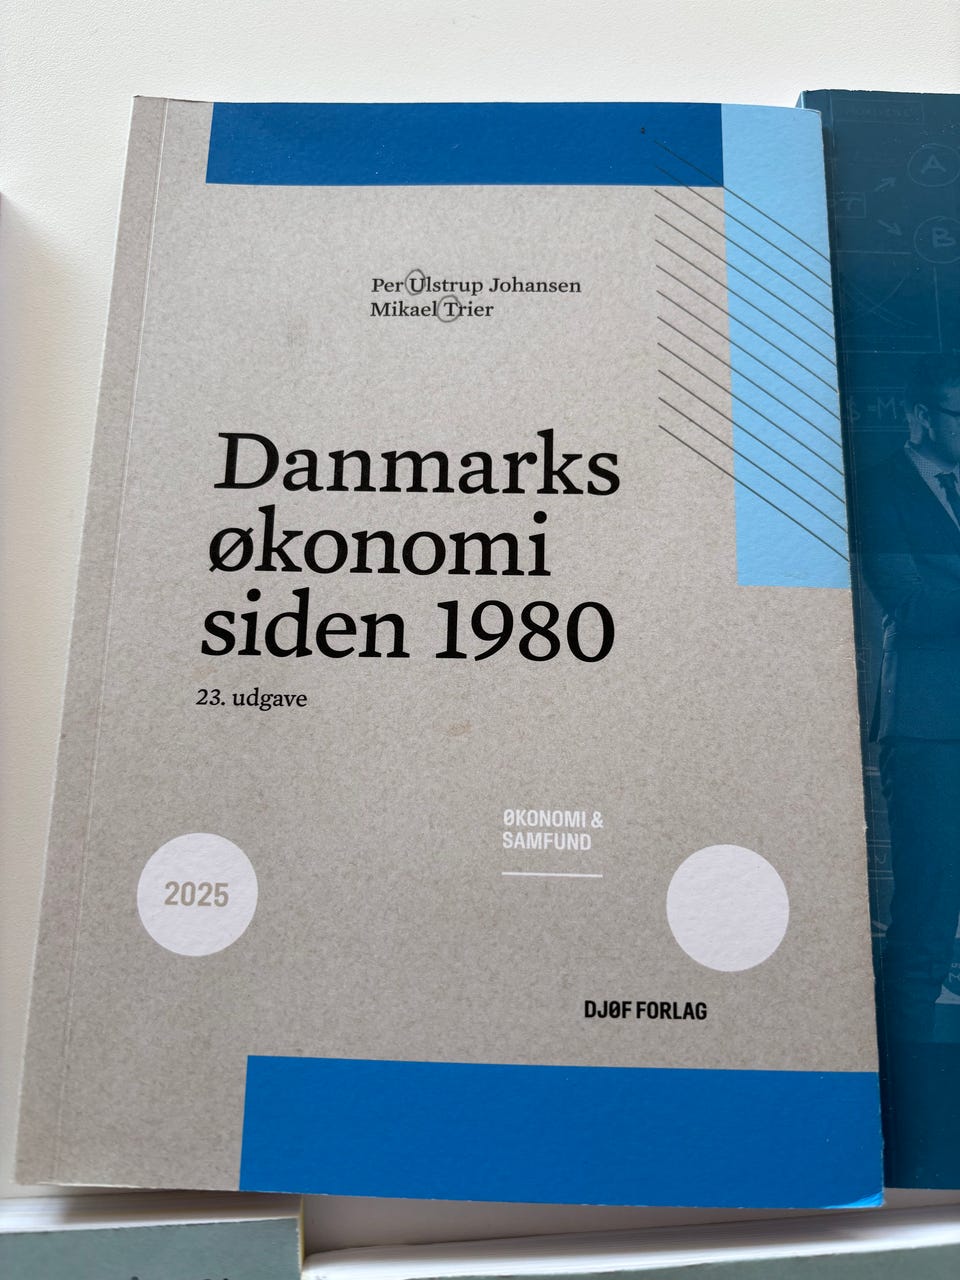 Per Ulstrup Johansen
Mikael Trier
Danmarks
økonomi
siden 1980
23. udgave
ØKONOMI &
SAMFUND
2025
DJØF FORLAG
A
B